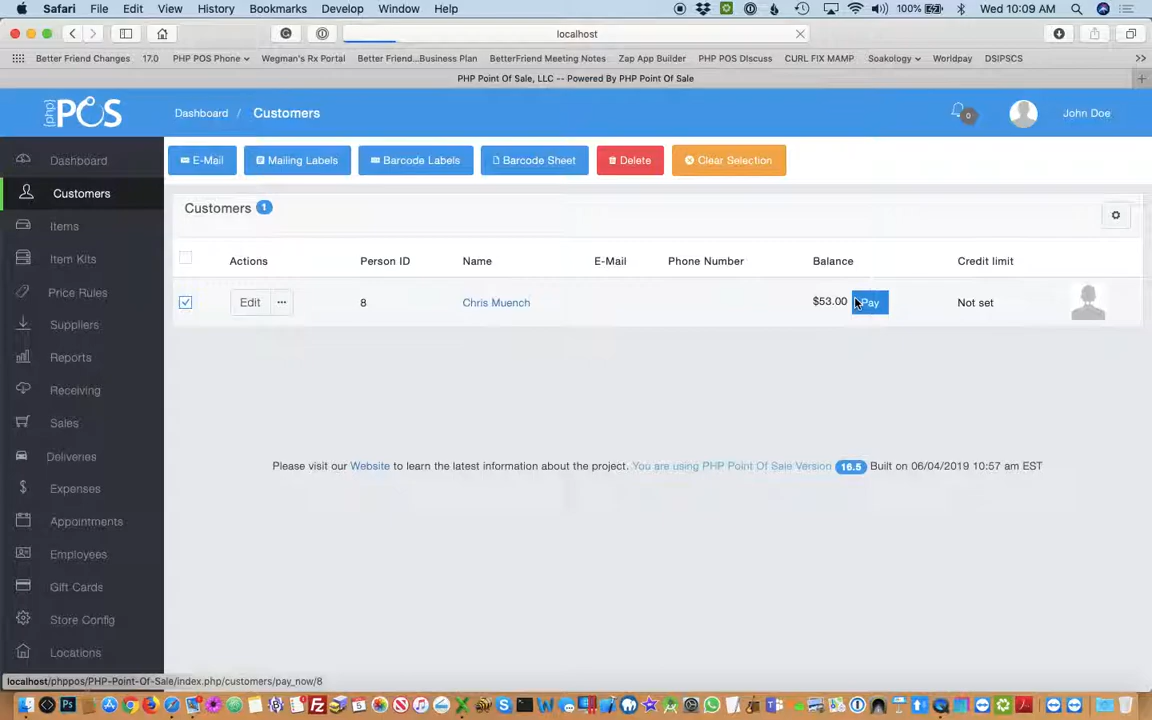 Safari File Edit View History Bookmarks Develop Window Help 100% Wed 10:09 AM
localhost
Better Friend Changes 17.0 PHP POS Phone Wegman's Rx Portal Better Friend...Business Plan BetterFriend Meeting Notes Zap App Builder PHP POS DIscuss CURL FIX MAMP Soakology Worldpay DSIPSCS
PHP Point Of Sale, LLC -- Powered By PHP Point Of Sale
(php) POS Dashboard / Customers 0 John Doe
Dashboard
Customers
Items
Item Kits
Price Rules
Suppliers
Reports
Receiving
Sales
Deliveries
Expenses
Appointments
Employees
Gift Cards
Store Config
Locations
E-Mail Mailing Labels Barcode Labels Barcode Sheet Delete Clear Selection
Customers 1
Actions Person ID Name E-Mail Phone Number Balance Credit limit
Edit ••• 8 Chris Muench $53.00 Pay Not set
Please visit our Website to learn the latest information about the project. You are using PHP Point Of Sale Version 16.5 Built on 06/04/2019 10:57 am EST
localhost/phppos/PHP-Point-Of-Sale/index.php/customers/pay_now/8